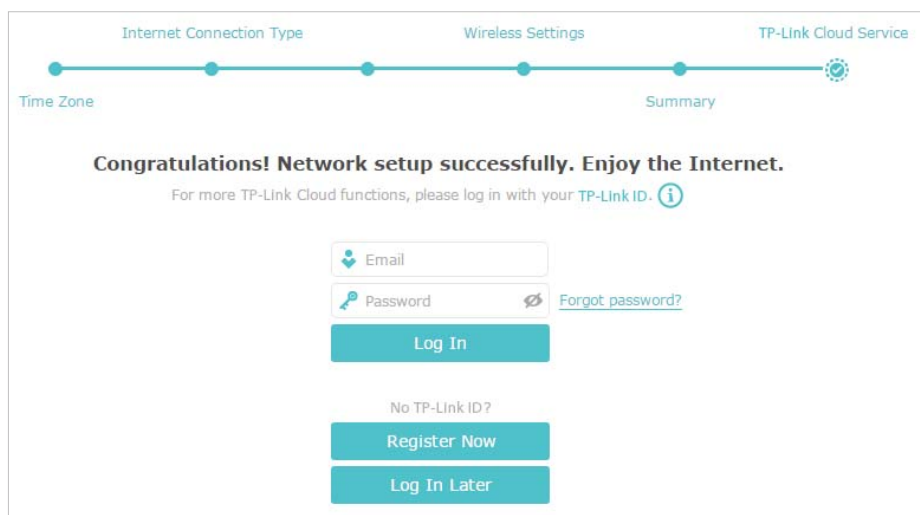 Internet Connection Type
Wireless Settings
TP-Link Cloud Service
Time Zone
Summary
Congratulations! Network setup successfully. Enjoy the Internet.
For more TP-Link Cloud functions, please log in with your TP-Link ID.
Email
Password
Forgot password?
Log In
No TP-Link ID?
Register Now
Log In Later